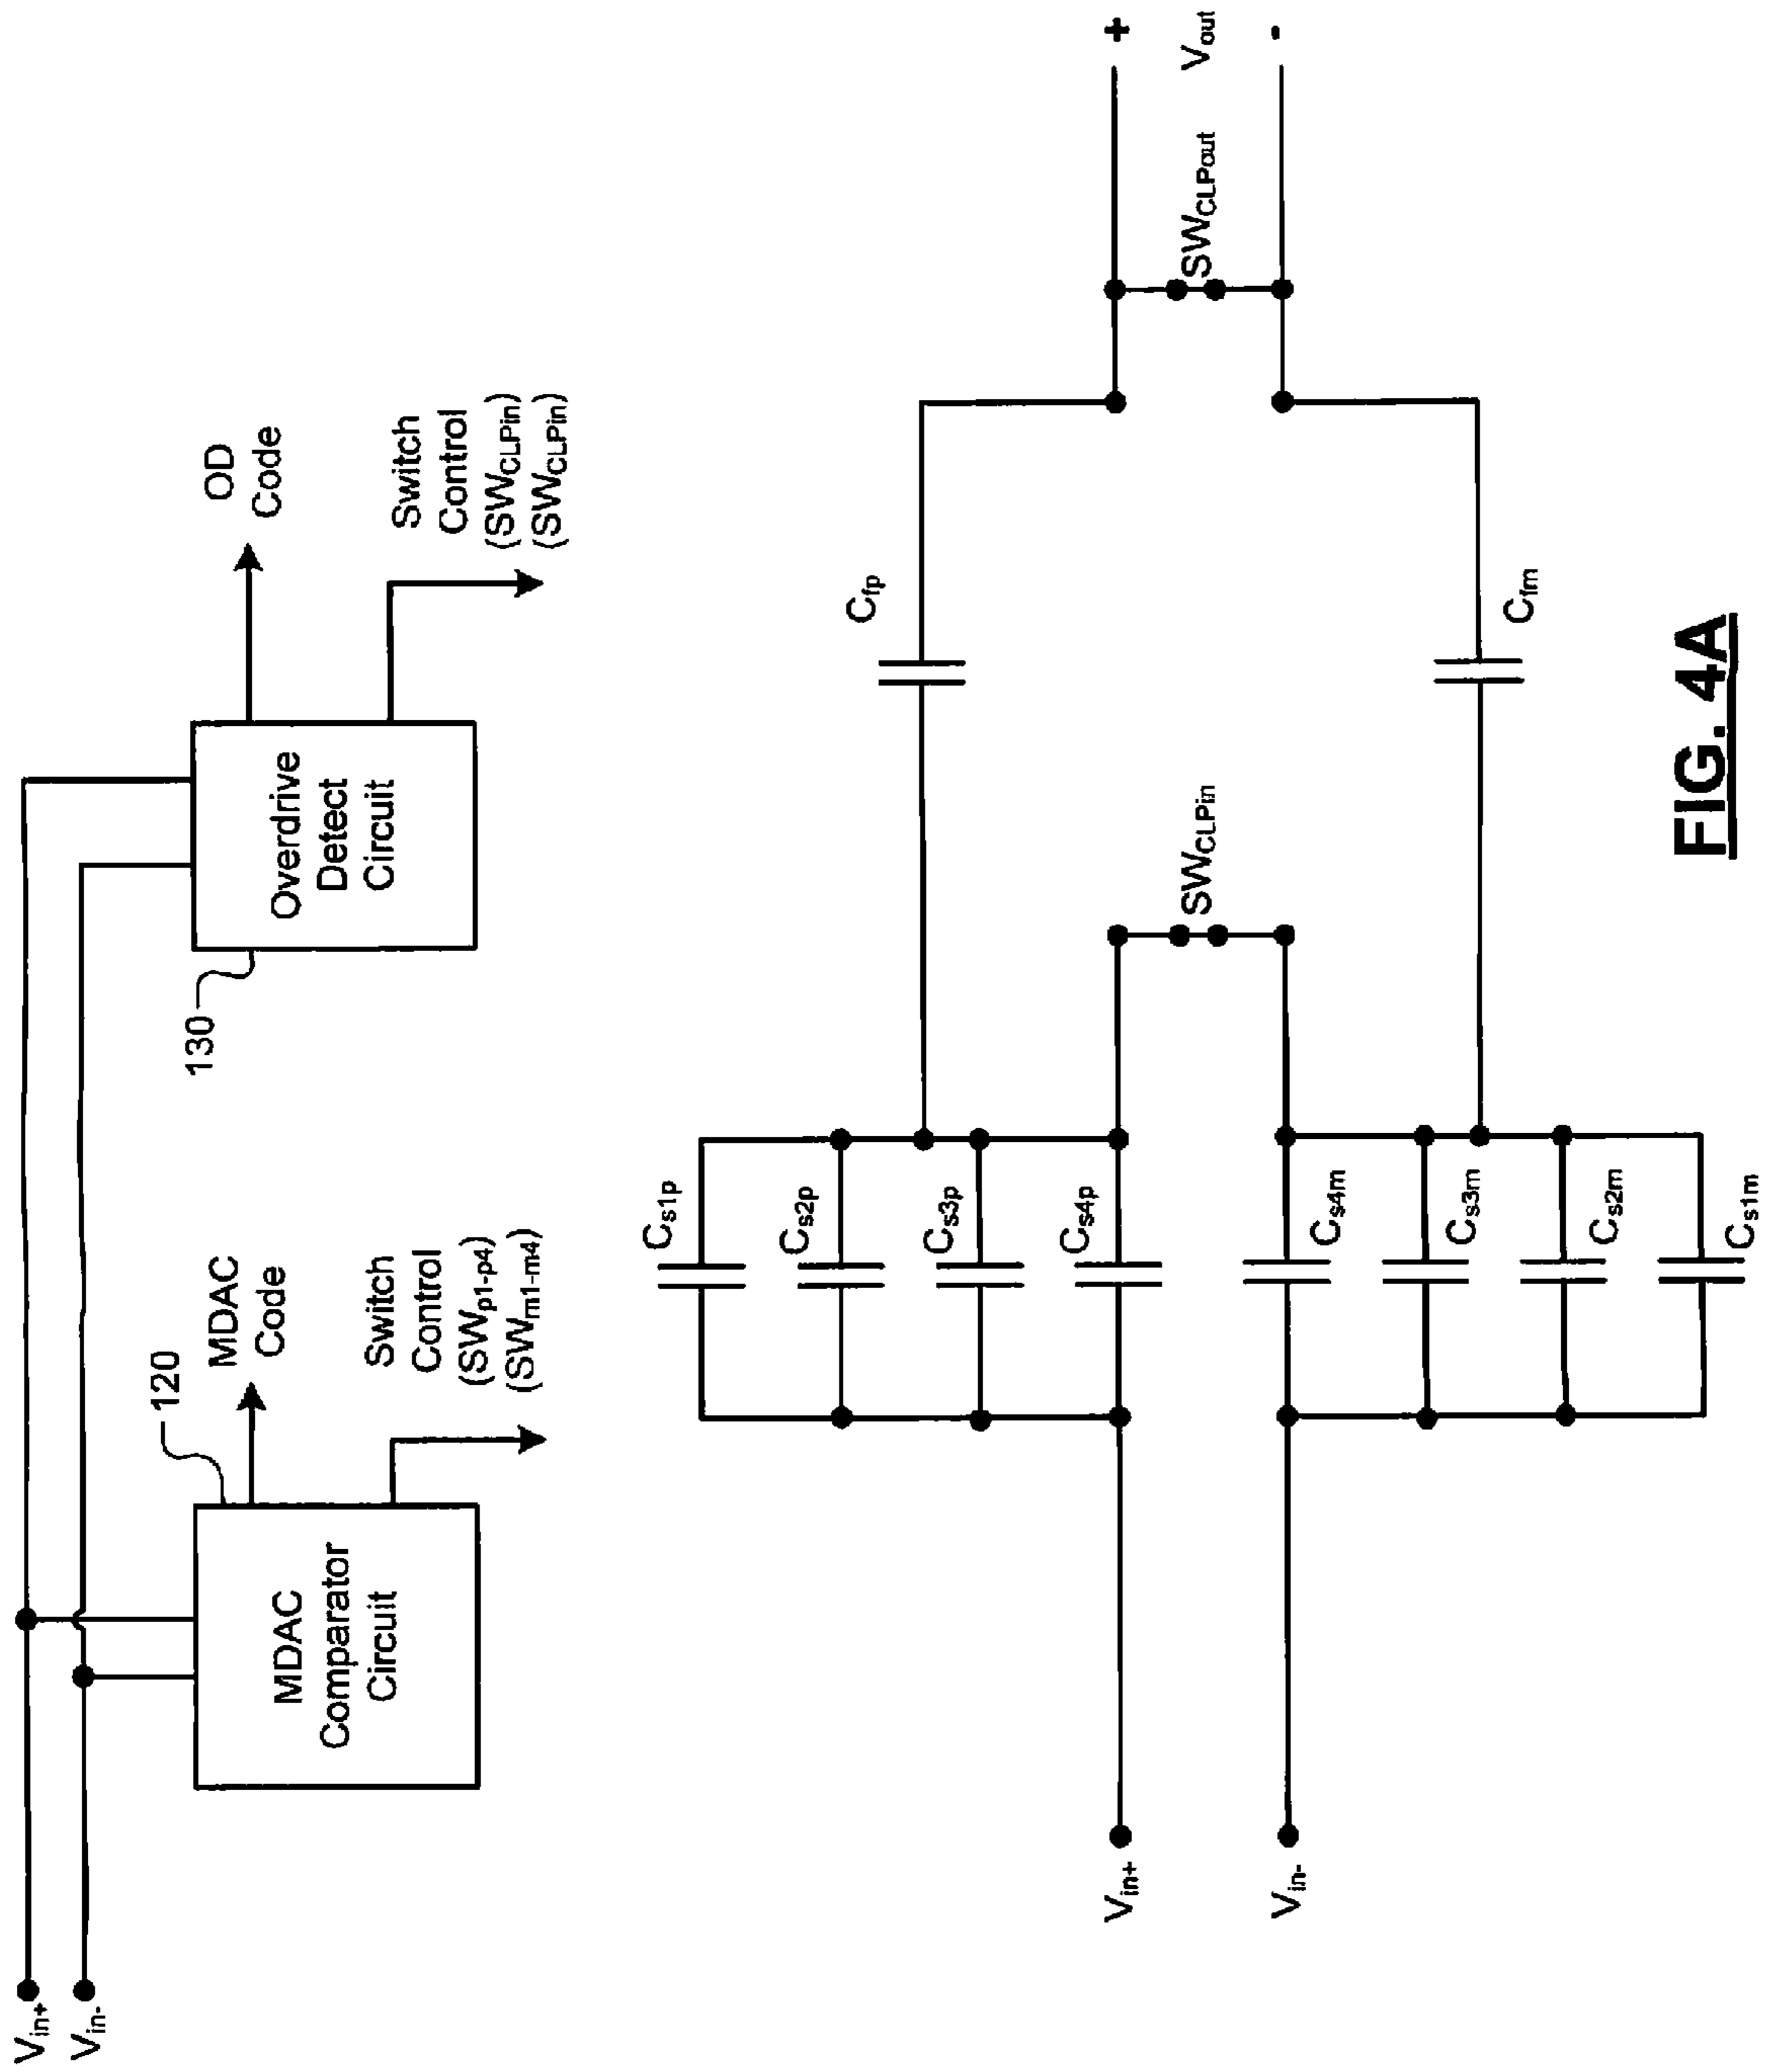 Vin+
Vin-
MDAC
Comparator
Circuit
120
MDAC
Code
Switch
Control
(SWp1-p4)
(SWm1-m4)
130
Overdrive
Detect
Circuit
OD
Code
Switch
Control
(SWCLPin)
(SWCLPin)
Cs1p
Cs2p
Cs3p
Cs4p
Cfp
Vin+
Vin-
SWCLPin
SWCLPout
+
Vout
-
Cs4m
Cs3m
Cs2m
Cs1m
Cfm
FIG. 4A